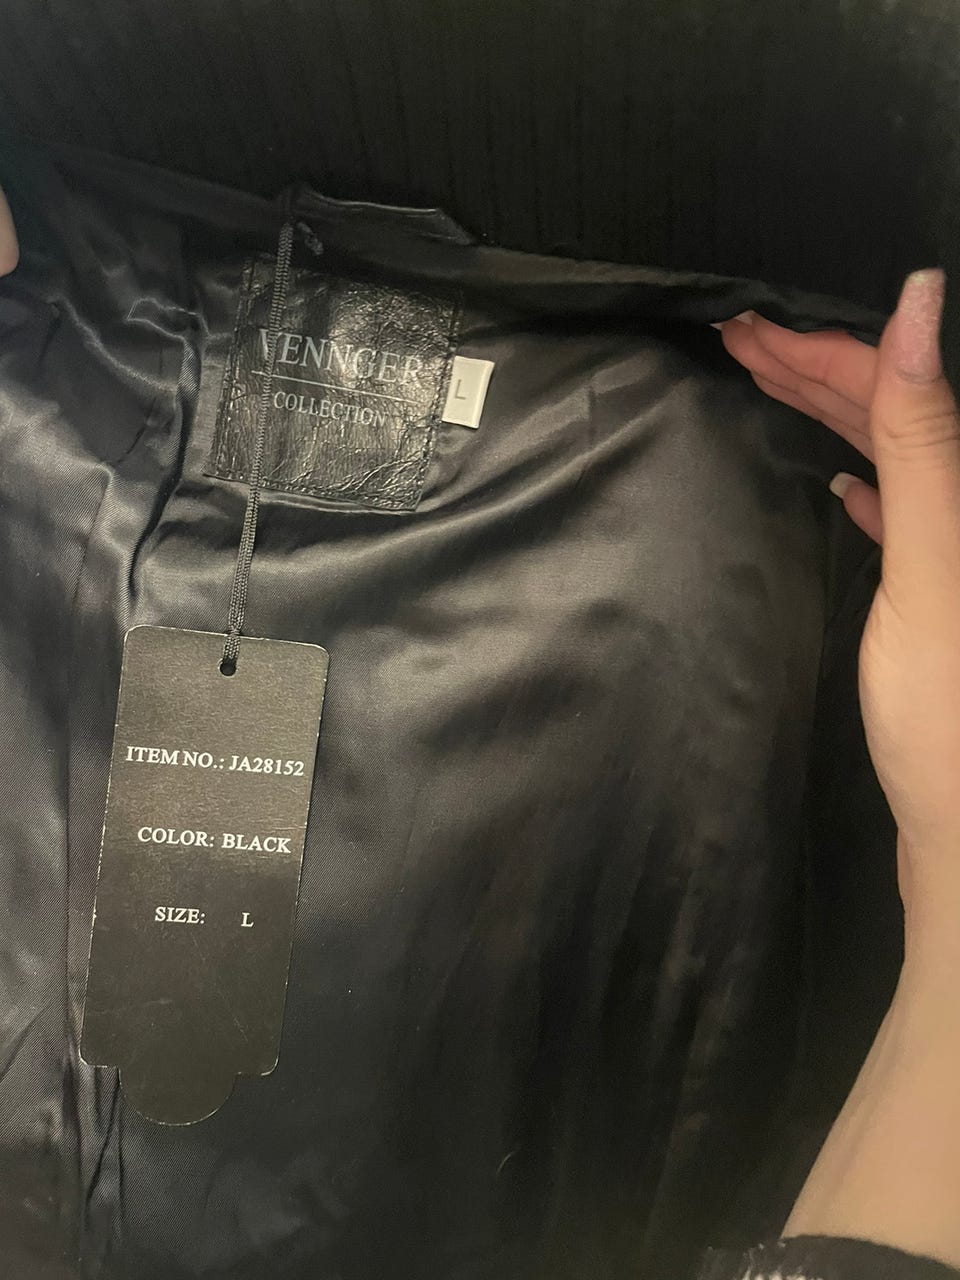 VENNGER
COLLECTION
L
ITEM NO.: JA28152
COLOR: BLACK
SIZE: L